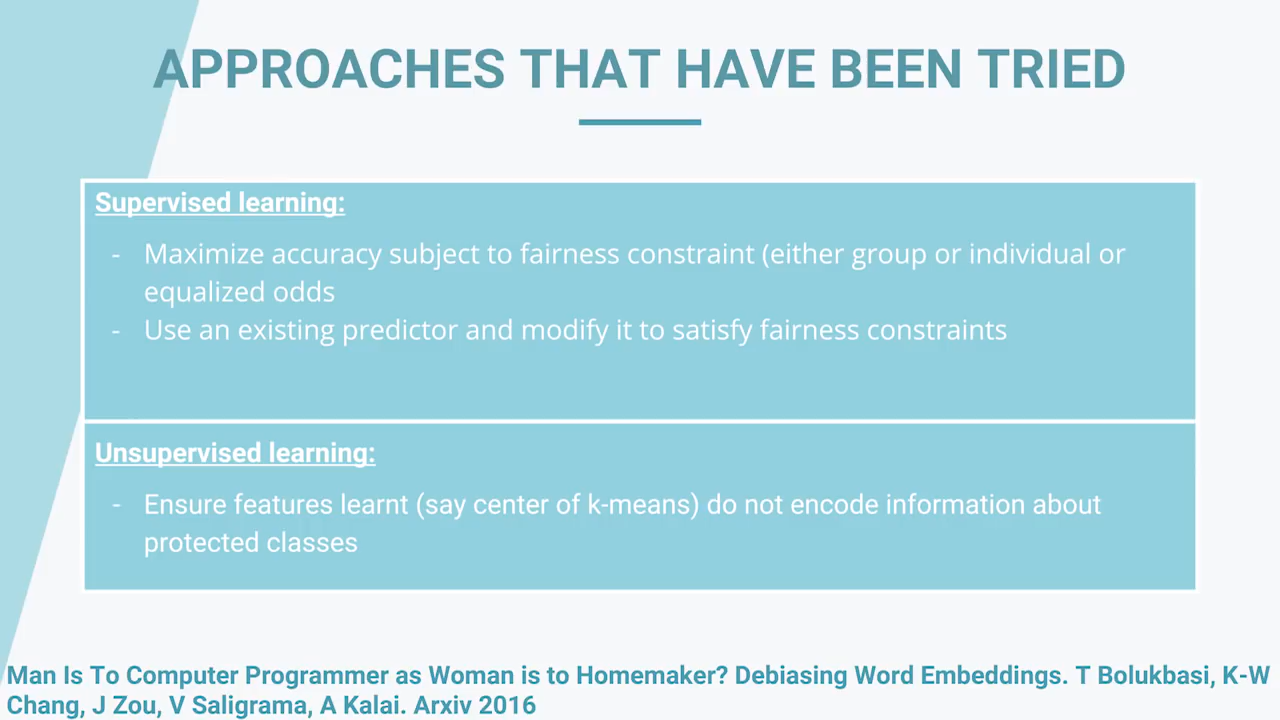 APPROACHES THAT HAVE BEEN TRIED
Supervised learning:
- Maximize accuracy subject to fairness constraint (either group or individual or
equalized odds
- Use an existing predictor and modify it to satisfy fairness constraints
Unsupervised learning:
- Ensure features learnt (say center of k-means) do not encode information about
protected classes
Man Is To Computer Programmer as Woman is to Homemaker? Debiasing Word Embeddings. T Bolukbasi, K-W
Chang, J Zou, V Saligrama, A Kalai. Arxiv 2016